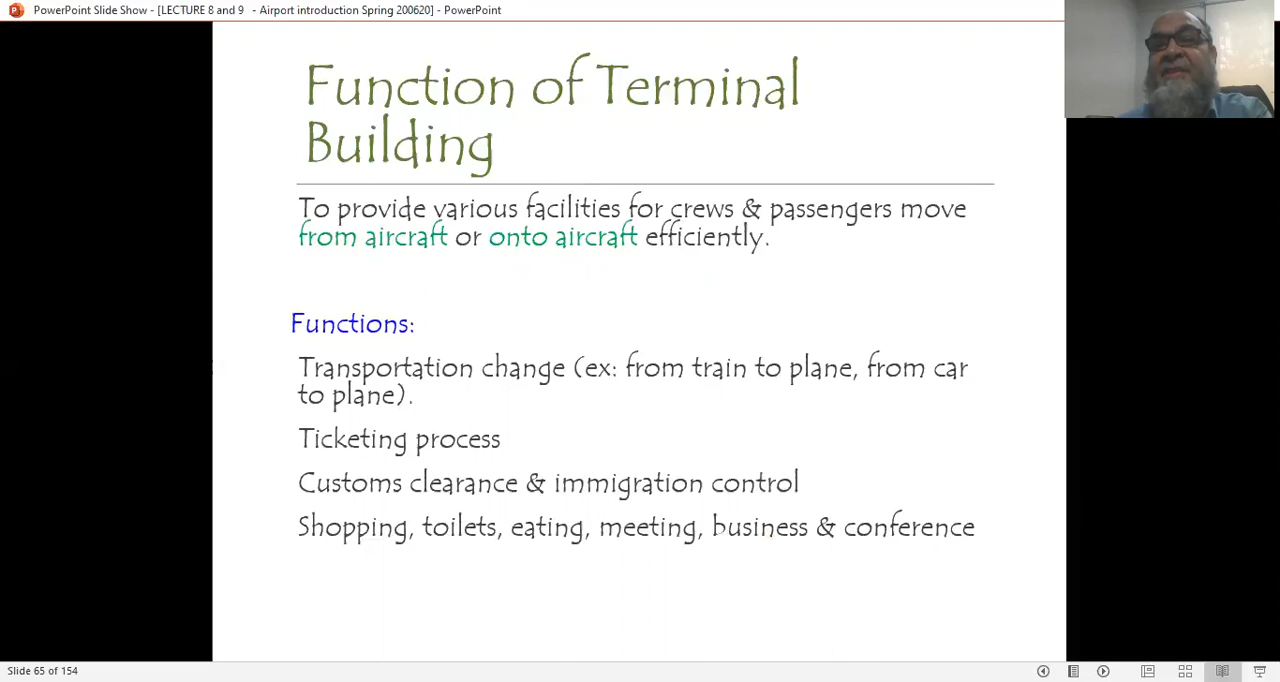 PowerPoint Slide Show - [LECTURE 8 and 9 - Airport introduction Spring 200620] - PowerPoint
Function of Terminal
Building
To provide various facilities for crews & passengers move
from aircraft or onto aircraft efficiently.
Functions:
Transportation change (ex: from train to plane, from car
to plane).
Ticketing process
Customs clearance & immigration control
Shopping, toilets, eating, meeting, business & conference
Slide 65 of 154